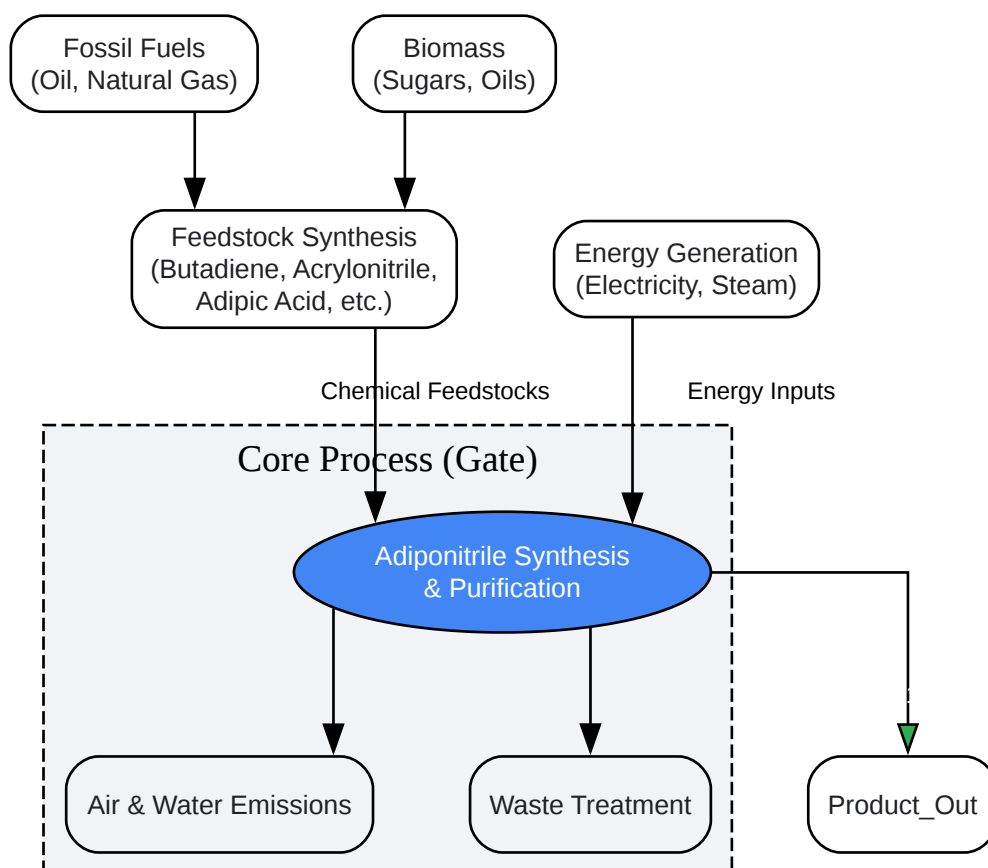 Fossil Fuels
(Oil, Natural Gas)
Biomass
(Sugars, Oils)
Feedstock Synthesis
(Butadiene, Acrylonitrile,
Adipic Acid, etc.)
Energy Generation
(Electricity, Steam)
Chemical Feedstocks
Energy Inputs
Core Process (Gate)
Adiponitrile Synthesis
& Purification
Air & Water Emissions
Waste Treatment
Product_Out